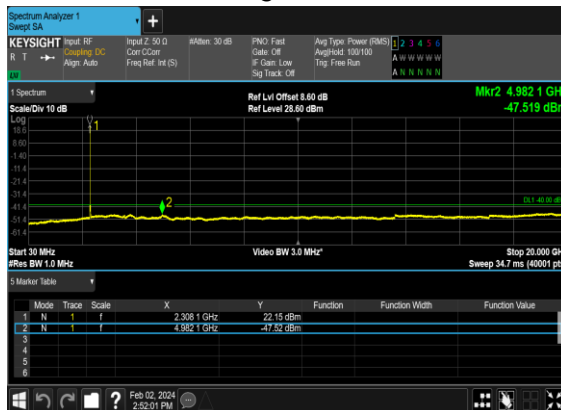 Spectrum Analyzer 1
Swept SA
KEYSIGHT Input: RF Input Z: 50 Ω #Atten: 30 dB PNO: Fast Avg Type: Power (RMS) 1 2 3 4 5 6
R T Coupling: DC Corr CCorr Gate: Off Avg|Hold: 100/100 A W W W W W
Align: Auto Freq Ref: Int (S) IF Gain: Low Trig: Free Run
Sig Track: Off A N N N N N
1 Spectrum Ref Lvl Offset 8.60 dB Mkr2 4.982 1 GH
Scale/Div 10 dB Ref Level 28.60 dBm -47.519 dBr
Log
18.6 1
8.60
-1.40
-11.4
-21.4
-31.4 2 DL1 -40.00 dB
-41.4
-51.4
-61.4
Start 30 MHz Video BW 3.0 MHz* Stop 20.000 GH
#Res BW 1.0 MHz Sweep 34.7 ms (40001 pt
5 Marker Table
Mode Trace Scale X Y Function Function Width Function Value
1 N 1 f 2.308 1 GHz 22.15 dBm
2 N 1 f 4.982 1 GHz -47.52 dBm
3
4
5
6
? Feb 02, 2024
2:52:01 PM